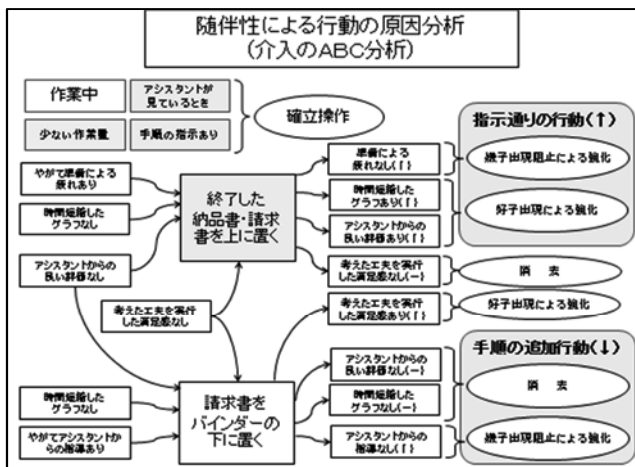 随伴性による行動の原因分析
(介入のABC分析)
作業中
アシスタントが
見ているとき
確立操作
少ない作業量
手順の指示あり
指示通りの行動(↑)
やがて準備による
疲れあり
時間短縮した
グラフなし
アシスタントからの
良い評価なし
終了した
納品書・請求
書を上に置く
準備による
疲れなし(↑)
時間短縮した
グラフあり(↑)
アシスタントからの
良い評価あり(↑)
考えた工夫を実行
した満足感なし(－)
嫌子出現阻止による強化
好子出現による強化
消 去
考えた工夫を実行
した満足感なし
考えた工夫を実行
した満足感あり(↑)
好子出現による強化
手順の追加行動(↓)
時間短縮した
グラフなし
やがてアシスタントか
らの指導あり
請求書を
バインダーの
下に置く
アシスタントからの
良い評価なし(－)
時間短縮した
グラフなし(－)
アシスタントからの
指導なし(↑)
消 去
嫌子出現阻止による強化